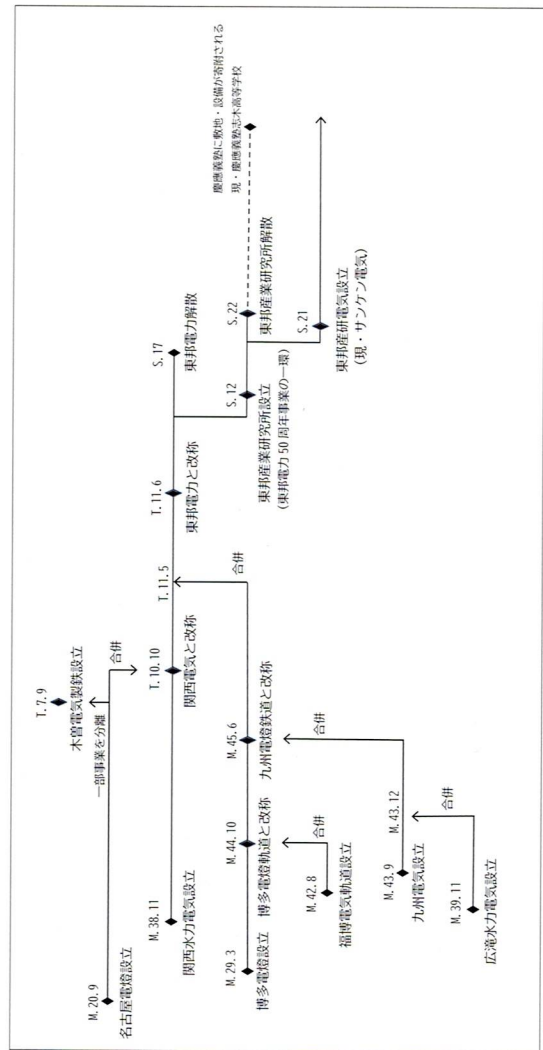 M.20.9
名古屋電燈設立
一部事業を分離
T.7.9
木曽電気製鉄設立
合併
M.38.11
関西水力電気設立
T.10.10
関西電気と改称
T.11.5
T.11.6
東邦電力と改称
S.17
東邦電力解散
M.29.3
博多電燈設立
M.44.10
博多電燈軌道と改称
M.45.6
九州電燈鉄道と改称
合併
M.42.8
福博電気軌道設立
合併
M.43.9
九州電気設立
M.43.12
合併
M.39.11
広滝水力電気設立
合併
S.12
東邦産業研究所設立
(東邦電力50周年事業の一環)
S.22
東邦産業研究所解散
慶應義塾に敷地・設備が寄附される
現・慶應義塾志木高等学校
S.21
東邦産研電気設立
(現・サンケン電気)